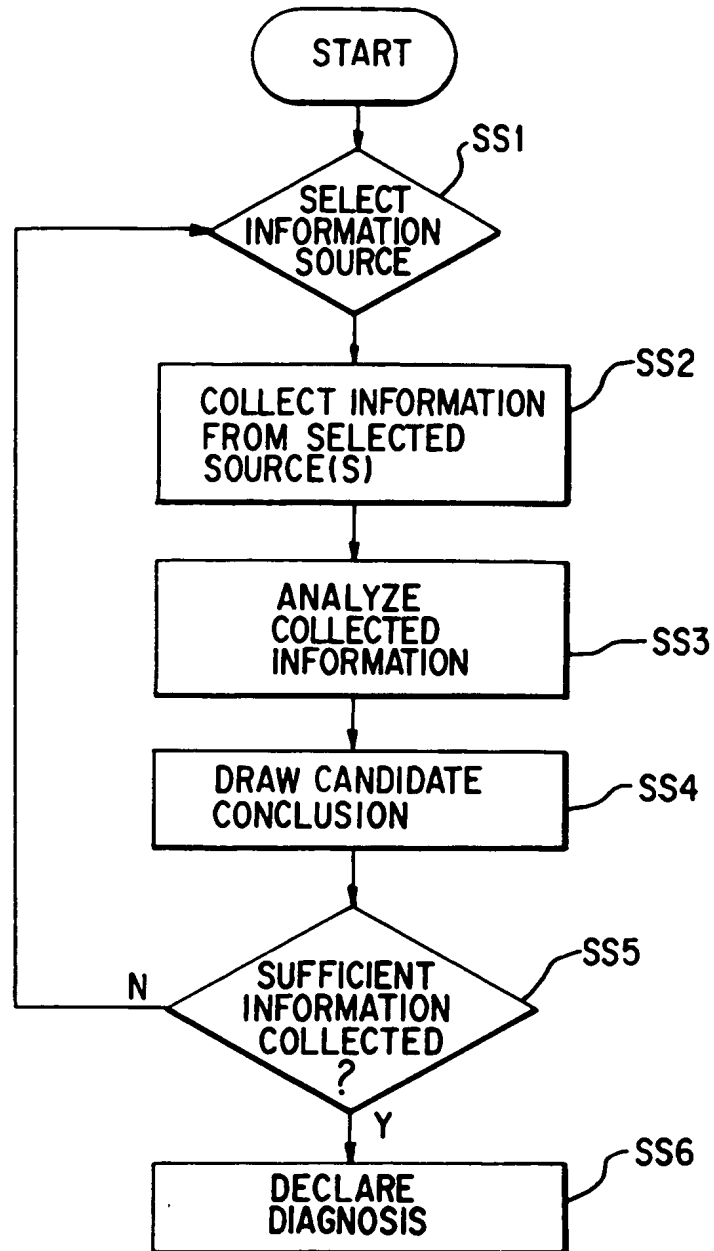 START
SS1
SELECT
INFORMATION
SOURCE
SS2
COLLECT INFORMATION
FROM SELECTED
SOURCE(S)
ANALYZE
COLLECTED
INFORMATION
SS3
DRAW CANDIDATE
CONCLUSION
SS4
SS5
N
SUFFICIENT
INFORMATION
COLLECTED
?
Y
SS6
DECLARE
DIAGNOSIS